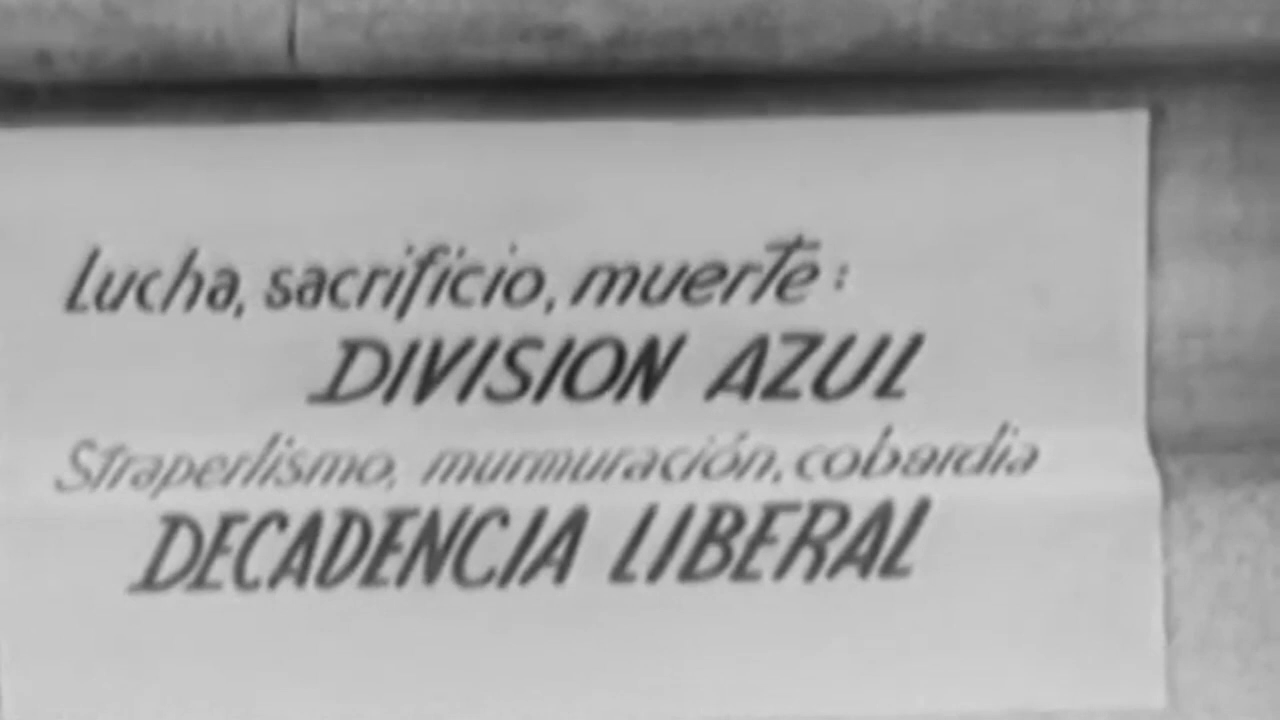 Lucha, sacrificio, muerte:
DIVISION AZUL
Straperlismo, murmuración, cobardia
DECADENCIA LIBERAL